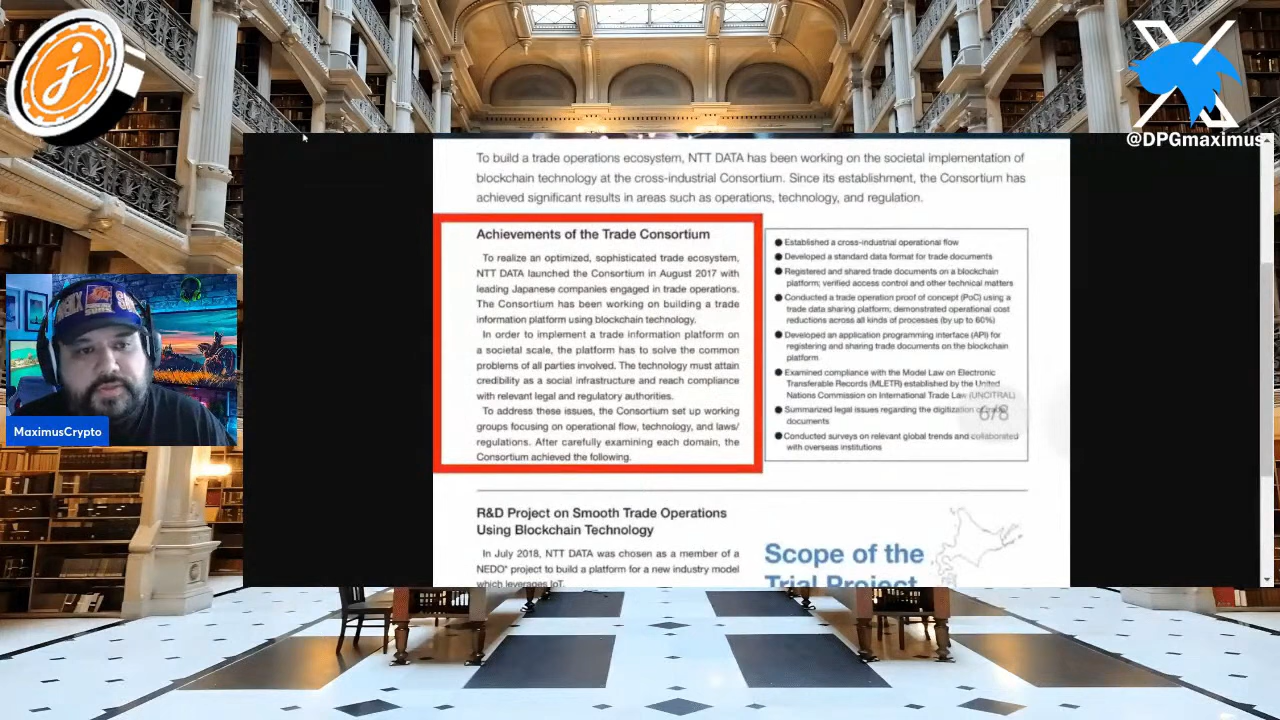 j
@DPGmaximus
To build a trade operations ecosystem, NTT DATA has been working on the societal implementation of
blockchain technology at the cross-industrial Consortium. Since its establishment, the Consortium has
achieved significant results in areas such as operations, technology, and regulation.
Achievements of the Trade Consortium
To realize an optimized, sophisticated trade ecosystem,
NTT DATA launched the Consortium in August 2017 with
leading Japanese companies engaged in trade operations.
The Consortium has been working on building a trade
information platform using blockchain technology.
In order to implement a trade information platform on
a societal scale, the platform has to solve the common
problems of all parties involved. The technology must attain
credibility as a social infrastructure and reach compliance
with relevant legal and regulatory authorities.
To address these issues, the Consortium set up working
groups focusing on operational flow, technology, and laws/
regulations. After carefully examining each domain, the
Consortium achieved the following.
● Established a cross-industrial operational flow
● Developed a standard data format for trade documents
● Registered and shared trade documents on a blockchain
platform; verified access control and other technical matters
● Conducted a trade operation proof of concept (PoC) using a
trade data sharing platform; demonstrated operational cost
reductions across all kinds of processes (by up to 60%)
● Developed an application programming interface (API) for
registering and sharing trade documents on the blockchain
platform
● Examined compliance with the Model Law on Electronic
Transferable Records (MLETR) established by the United
Nations Commission on International Trade Law (UNCITRAL)
● Summarized legal issues regarding the digitization
documents
● Conducted surveys on relevant global trends and collaborated
with overseas institutions
6/8
R&D Project on Smooth Trade Operations
Using Blockchain Technology
In July 2018, NTT DATA was chosen as a member of a
NEDO* project to build a platform for a new industry model
which leverages IoT.
Scope of the
Trial Project
MaximusCrypto